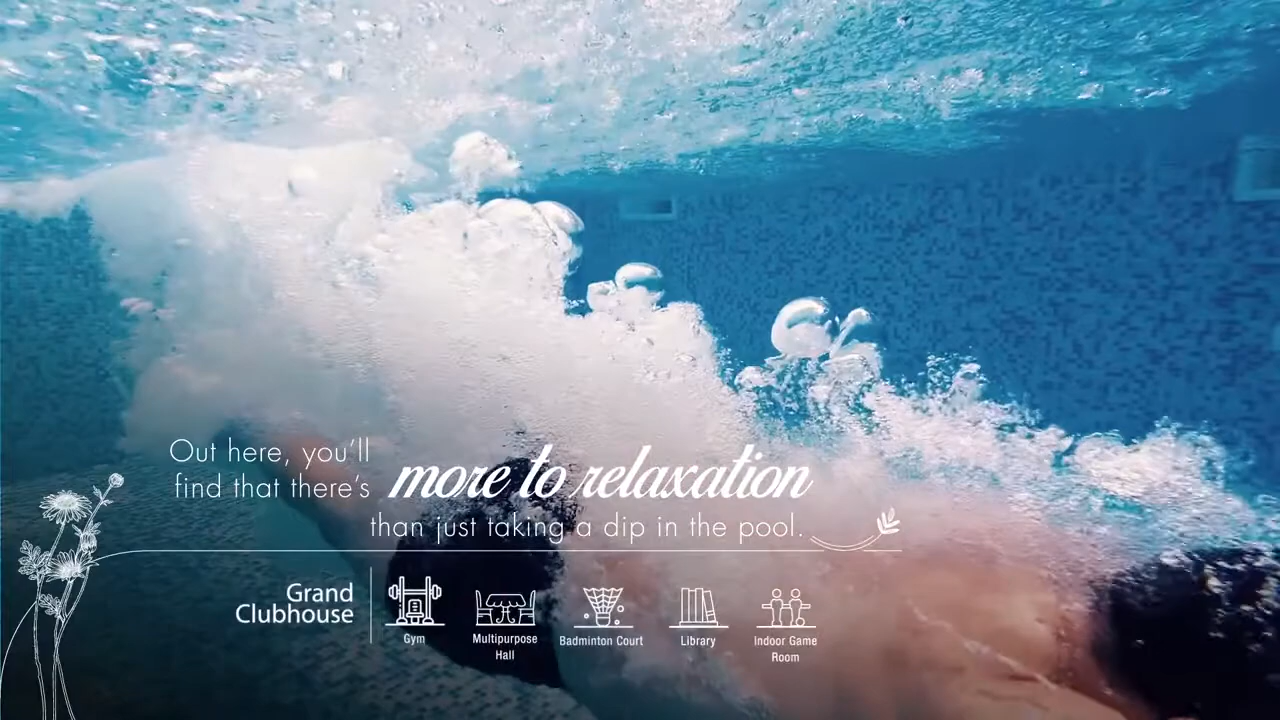 Out here, you'll
find that there's more to relaxation
than just taking a dip in the pool.
Grand
Clubhouse
Gym
Multipurpose
Hall
Badminton Court
Library
Indoor Game
Room